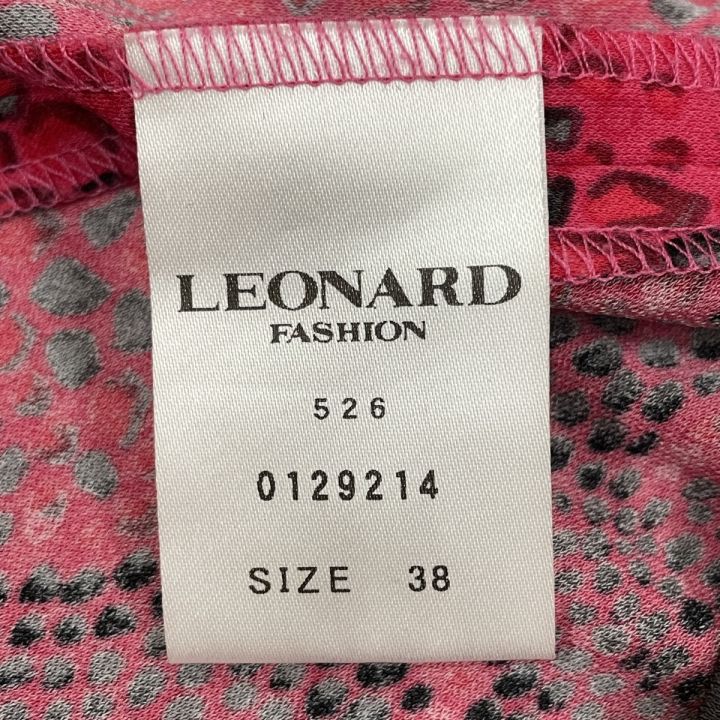 LEONARD
FASHION
526
0129214
SIZE 38